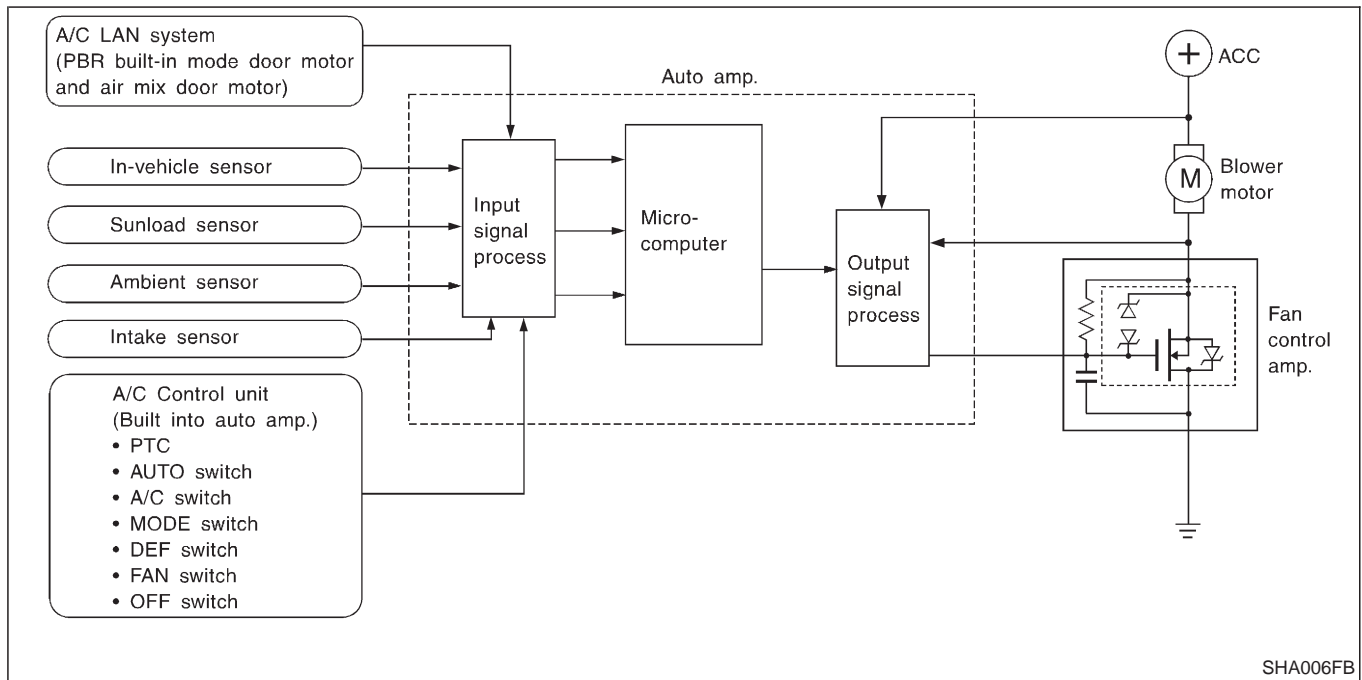 A/C LAN system
(PBR built-in mode door motor
and air mix door motor)
Auto amp.
+ ACC
In-vehicle sensor
Sunload sensor
Ambient sensor
Intake sensor
Input
signal
process
Micro-
computer
Output
signal
process
M
Blower
motor
Fan
control
amp.
A/C Control unit
(Built into auto amp.)
• PTC
• AUTO switch
• A/C switch
• MODE switch
• DEF switch
• FAN switch
• OFF switch
SHA006FB